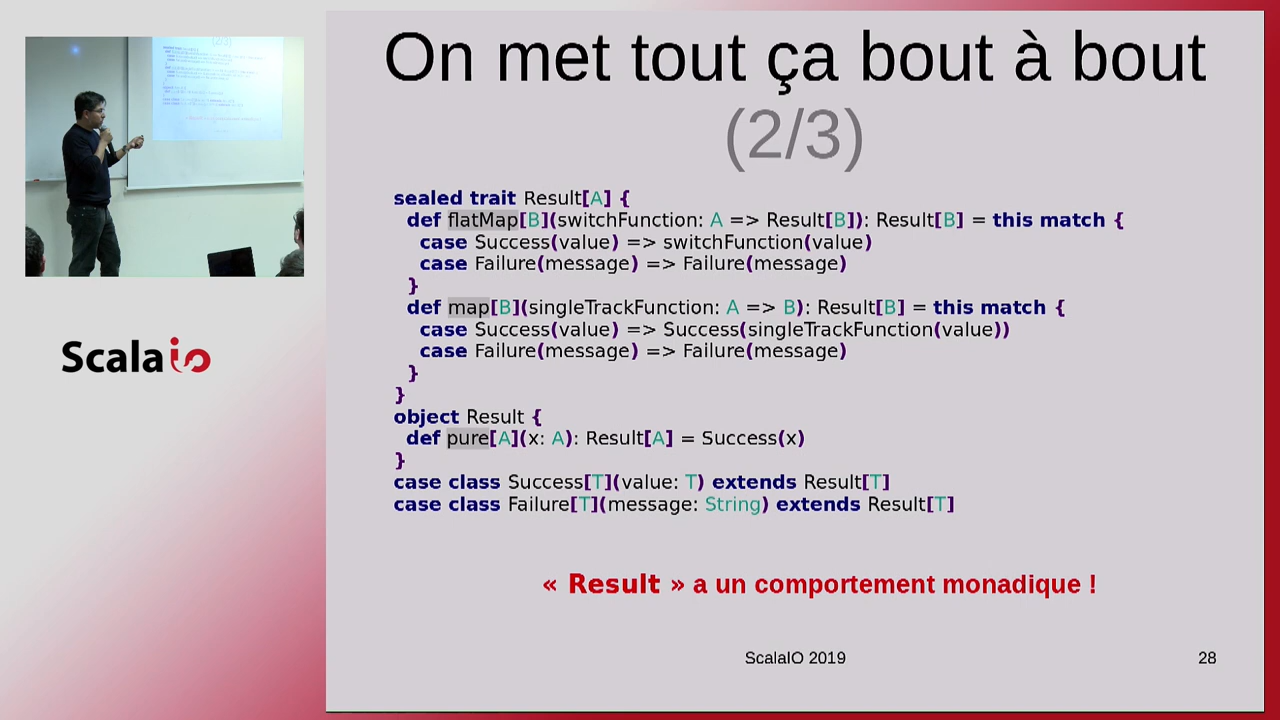 On met tout ça bout à bout
(2/3)
sealed trait Result[A] {
def flatMap[B](switchFunction: A => Result[B]): Result[B] = this match {
case Success(value) => switchFunction(value)
case Failure(message) => Failure(message)
}
def map[B](singleTrackFunction: A => B): Result[B] = this match {
case Success(value) => Success(singleTrackFunction(value))
case Failure(message) => Failure(message)
}
}
object Result {
def pure[A](x: A): Result[A] = Success(x)
}
case class Success[T](value: T) extends Result[T]
case class Failure[T](message: String) extends Result[T]
« Result » a un comportement monadique !
ScalaIO 2019
28
Scala io